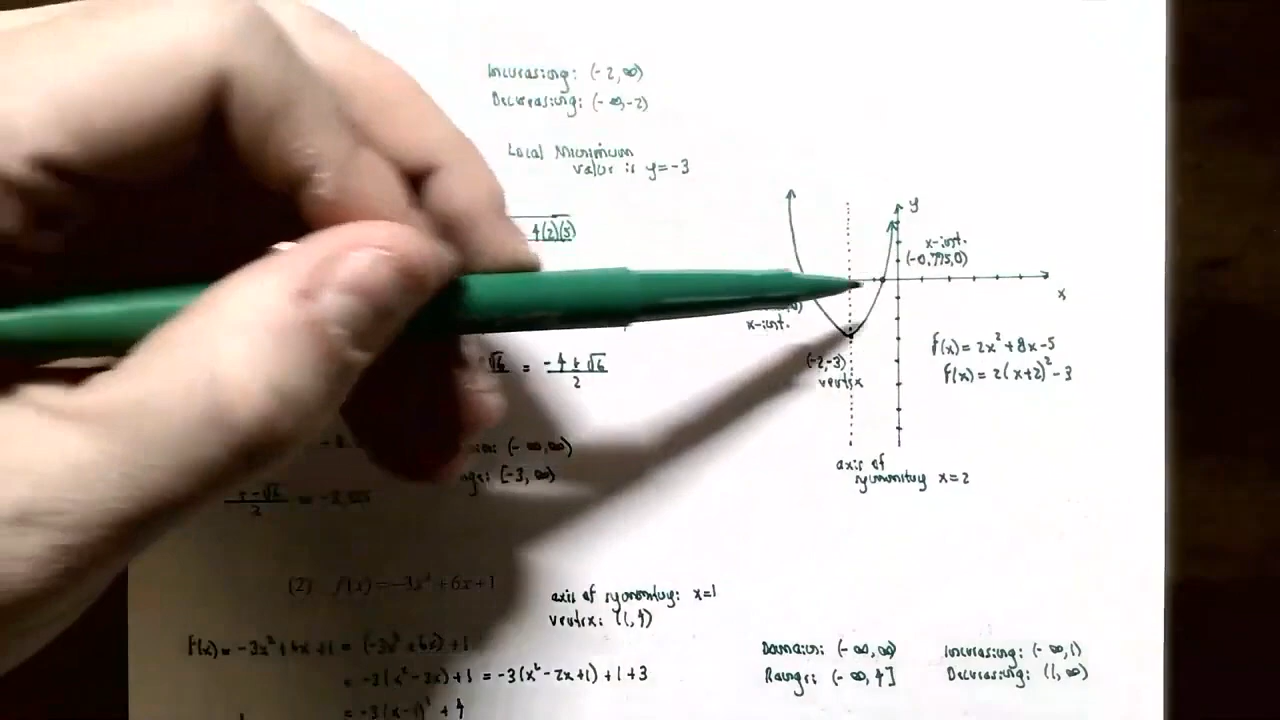 Increasing: (-2,∞)
Decreasing: (-∞,-2)
Local Minimum
value is y=-3
4(2)(5)
y
x-int.
(-0.775,0)
x
x-int.
(-2,-3)
vertex
f(x)=2x²+8x-5
f(x)=2(x+2)²-3
√6 = -4±√6
2
(-∞,∞)
[-3,∞)
axis of
symmetry x=2
2
(2) f(x)=-3x²+6x+1
axis of symmetry: x=1
vertex: (1,4)
f(x)=-3x²+6x+1 = (-3x²+6x)+1
= -3(x²-2x)+1 = -3(x²-2x+1)+1+3
= -3(x-1)²+4
Domain: (-∞,∞)
Range: (-∞,4]
Increasing: (-∞,1)
Decreasing: (1,∞)